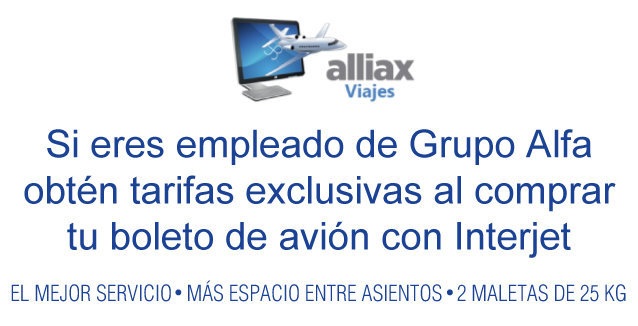 alliax
Viajes
Si eres empleado de Grupo Alfa
obtén tarifas exclusivas al comprar
tu boleto de avión con Interjet
EL MEJOR SERVICIO • MÁS ESPACIO ENTRE ASIENTOS • 2 MALETAS DE 25 KG